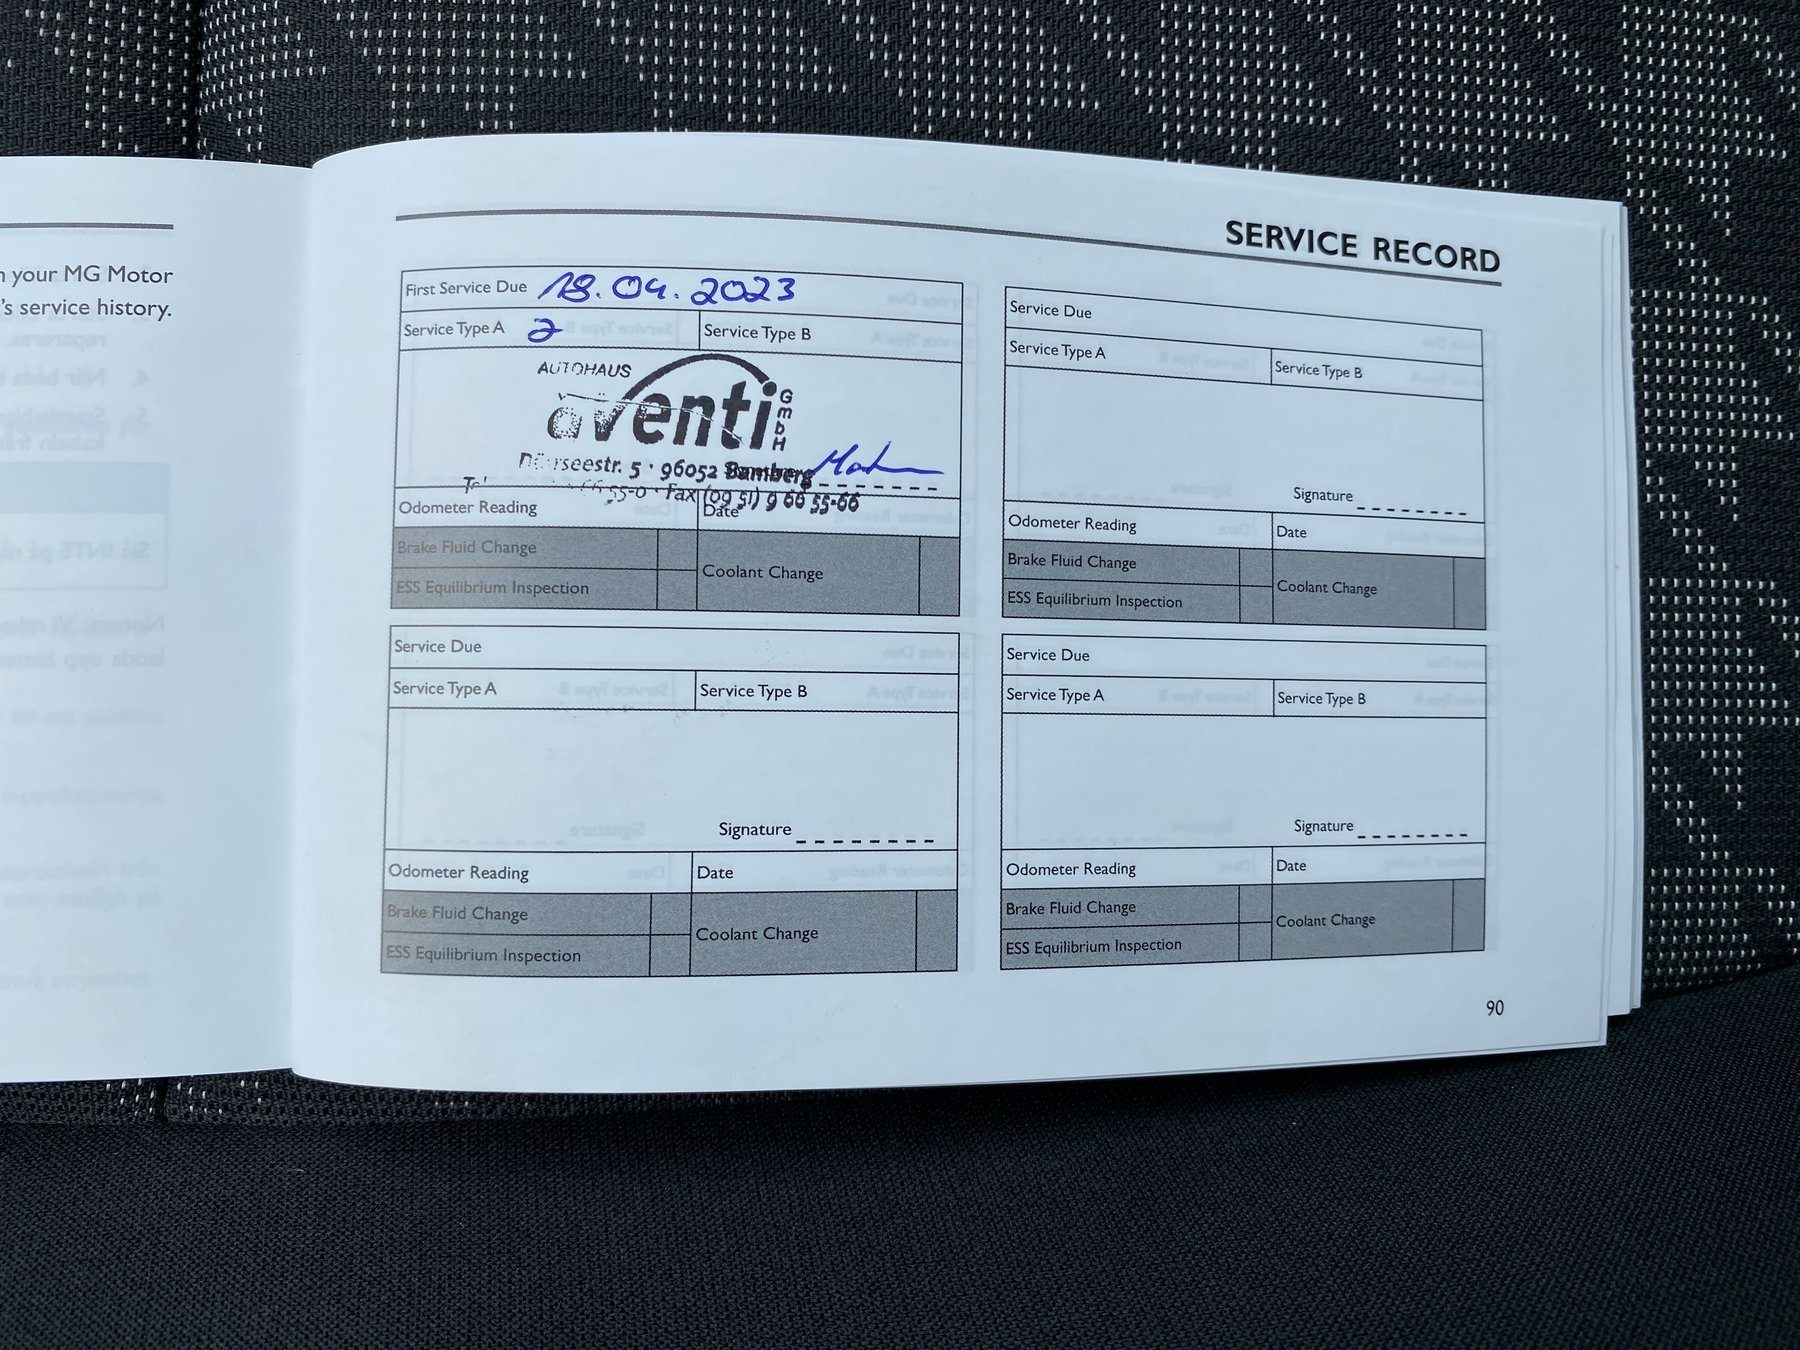 n your MG Motor
's service history.
SERVICE RECORD
First Service Due 18.04.2023
Service Type A 2 Service Type B
AUTOHAUS
aventi GmbH
5 · 96052 Bamberg
55-0 · Fax (09 51) 9 66 55-66
Odometer Reading Date
Brake Fluid Change
Coolant Change
ESS Equilibrium Inspection
Service Due
Service Type A Service Type B
Signature
Odometer Reading Date
Brake Fluid Change
Coolant Change
ESS Equilibrium Inspection
Service Due
Service Type A Service Type B
Signature
Odometer Reading Date
Brake Fluid Change
Coolant Change
ESS Equilibrium Inspection
Service Due
Service Type A Service Type B
Signature
Odometer Reading Date
Brake Fluid Change
Coolant Change
ESS Equilibrium Inspection
90